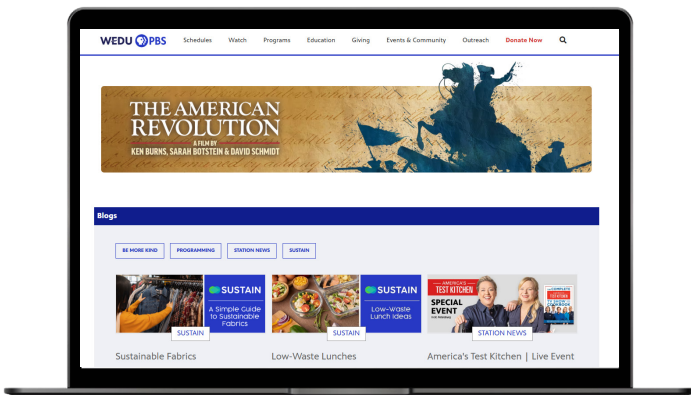 WEDU PBS
Schedules Watch Programs Education Giving Events & Community Outreach Donate Now
THE AMERICAN
REVOLUTION
A FILM BY
KEN BURNS, SARAH BOTSTEIN & DAVID SCHMIDT
Blogs
BE MORE KIND PROGRAMMING STATION NEWS SUSTAIN
SUSTAIN
A Simple Guide
to Sustainable
Fabrics
SUSTAIN
Sustainable Fabrics
SUSTAIN
Low-Waste
Lunch Ideas
SUSTAIN
Low-Waste Lunches
AMERICA'S
TEST KITCHEN
SPECIAL
EVENT
COMPLETE
COOKBOOK
STATION NEWS
America's Test Kitchen | Live Event